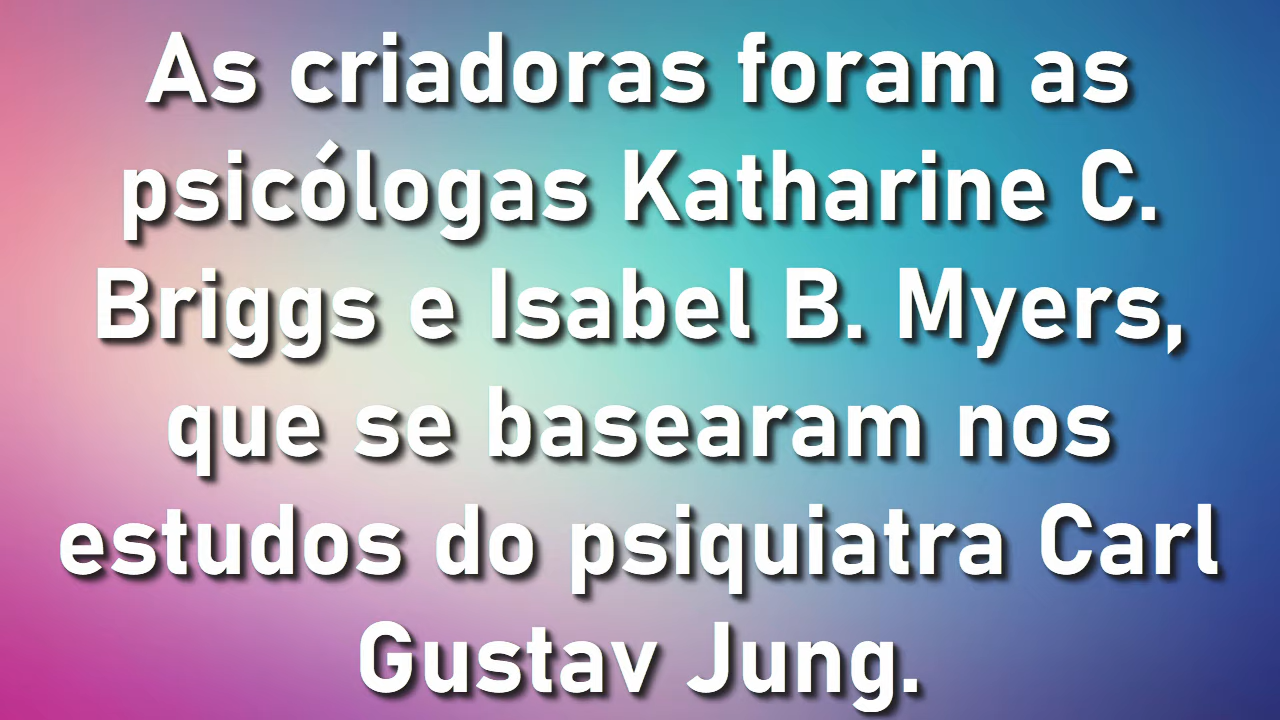 As criadoras foram as
psicólogas Katharine C.
Briggs e Isabel B. Myers,
que se basearam nos
estudos do psiquiatra Carl
Gustav Jung.